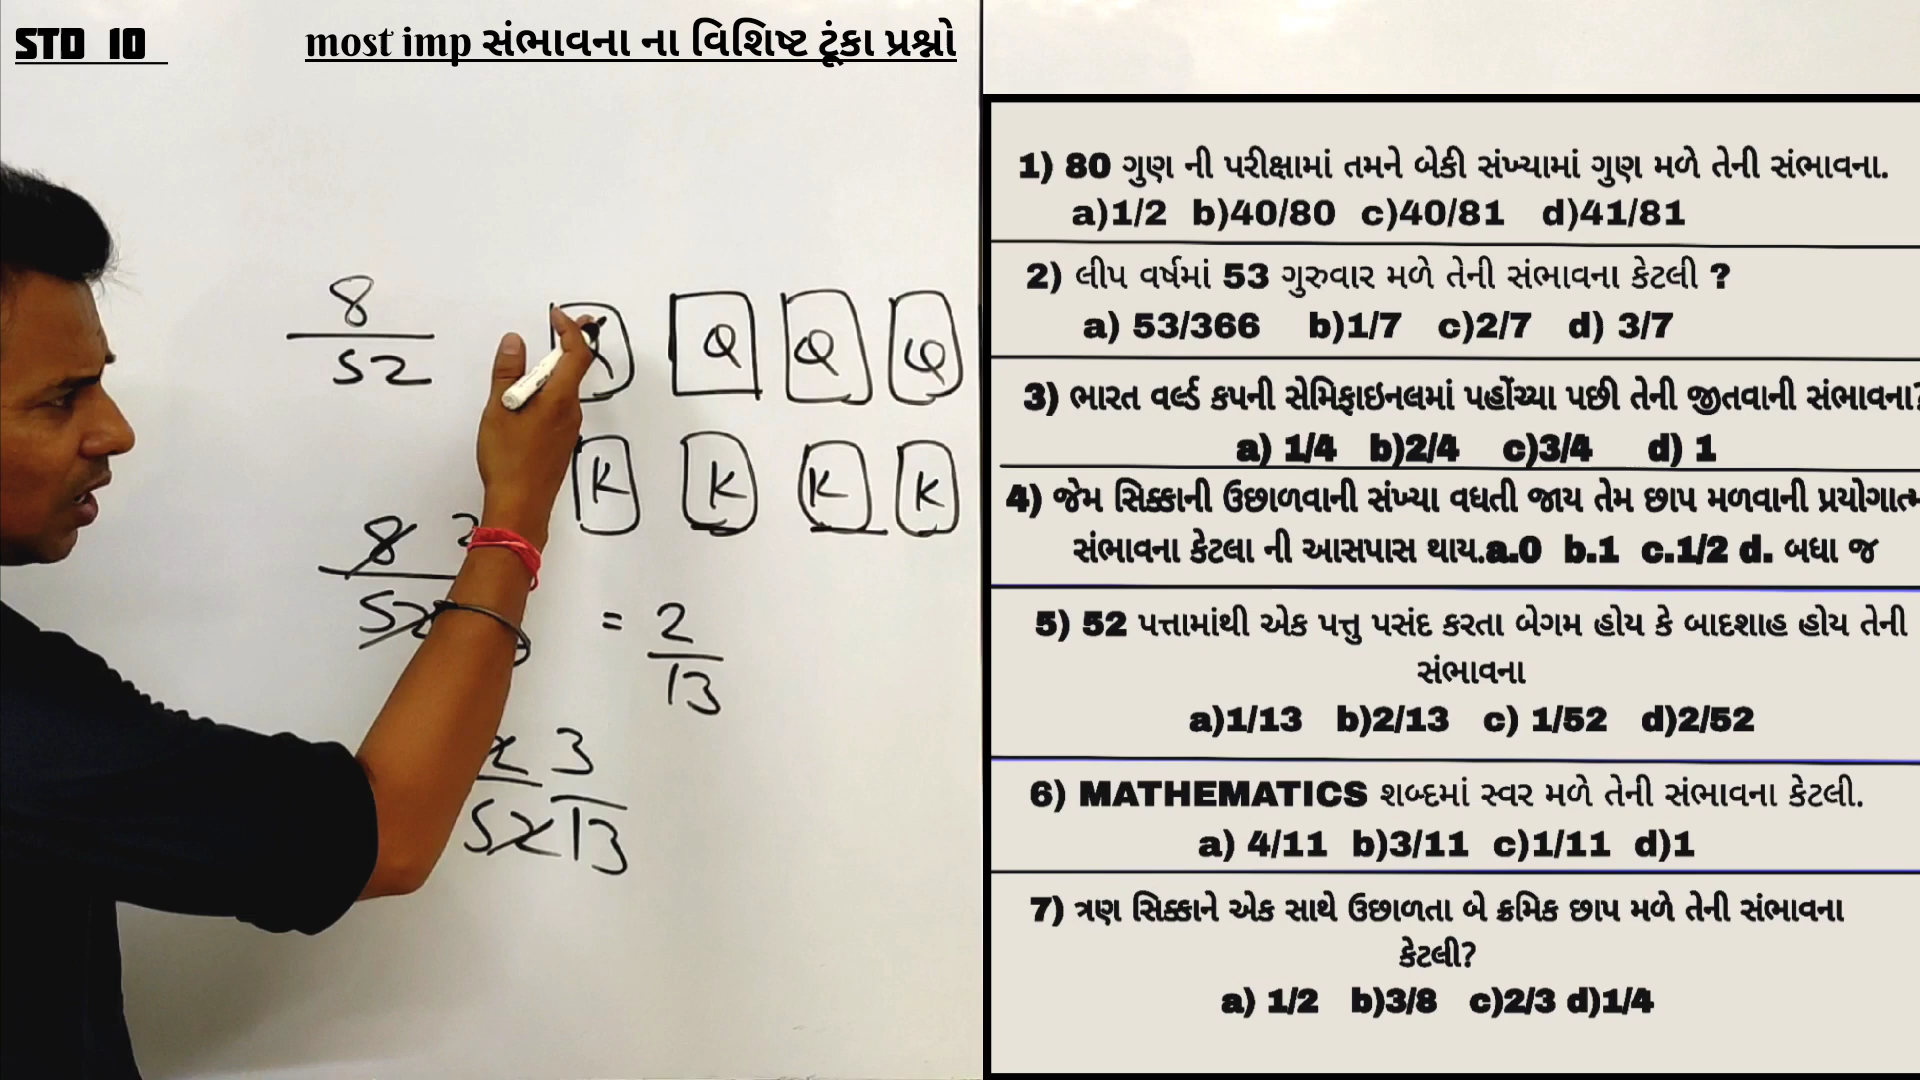 STD 10
most imp સંભાવના ના વિશિષ્ટ ટૂંકા પ્રશ્નો
8
52
Q Q Q
K K K K
8 2
52
= 2
13
3
52 13
1) 80 ગુણ ની પરીક્ષામાં તમને બેકી સંખ્યામાં ગુણ મળે તેની સંભાવના.
a)1/2 b)40/80 c)40/81 d)41/81
2) લીપ વર્ષમાં 53 ગુરુવાર મળે તેની સંભાવના કેટલી ?
a) 53/366 b)1/7 c)2/7 d) 3/7
3) ભારત વર્લ્ડ કપની સેમિફાઇનલમાં પહોંચ્યા પછી તેની જીતવાની સંભાવના?
a) 1/4 b)2/4 c)3/4 d) 1
4) જેમ સિક્કાની ઉછાળવાની સંખ્યા વધતી જાય તેમ છાપ મળવાની
સંભાવના કેટલા ની આસપાસ થાય.a.0 b.1 c.1/2 d. બધા જ
5) 52 પત્તામાંથી એક પત્તુ પસંદ કરતા બેગમ હોય કે બાદશાહ હોય તેની
સંભાવના
a)1/13 b)2/13 c) 1/52 d)2/52
6) MATHEMATICS શબ્દમાં સ્વર મળે તેની સંભાવના કેટલી.
a) 4/11 b)3/11 c)1/11 d)1
7) ત્રણ સિક્કાને એક સાથે ઉછાળતા બે ક્રમિક છાપ મળે તેની સંભાવના
કેટલી?
a) 1/2 b)3/8 c)2/3 d)1/4